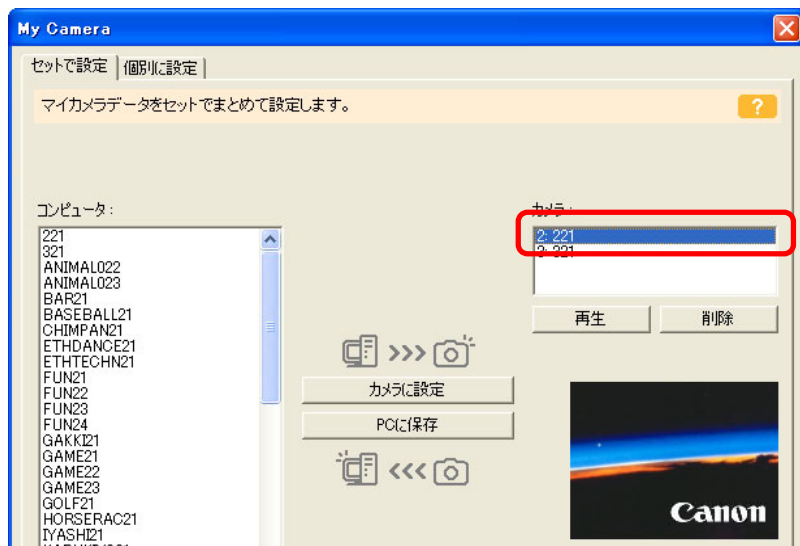 My Camera
セットで設定 個別に設定
マイカメラデータをセットでまとめて設定します。
?
コンピュータ:
221
321
ANIMAL022
ANIMAL023
BAR21
BASEBALL21
CHIMPAN21
ETHDANCE21
ETHTECHN21
FUN21
FUN22
FUN23
FUN24
GAKKI21
GAME21
GAME22
GAME23
GOLF21
HORSERAC21
IYASHI21
カメラに設定
PCに保存
カメラ:
2: 221
3: 321
再生 削除
Canon